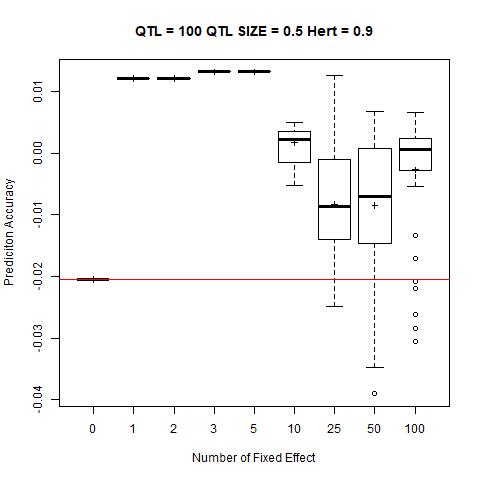 QTL = 100 QTL SIZE = 0.5 Hert = 0.9
Prediciton Accuracy
0.01
0.00
-0.01
-0.02
-0.03
-0.04
0 1 2 3 5 10 25 50 100
Number of Fixed Effect